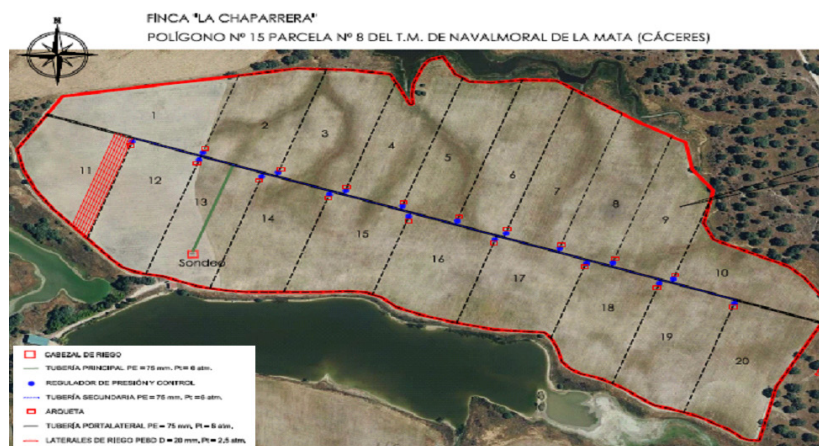 FINCA "LA CHAPARRERA"
POLÍGONO Nº 15 PARCELA Nº 8 DEL T.M. DE NAVALMORAL DE LA MATA (CÁCERES)
1
2
3
4
5
6
7
8
9
10
11
12
13
14
15
16
17
18
19
20
Sondeo
CABEZAL DE RIEGO
TUBERÍA PRINCIPAL PE = 75 mm, Pt = 6 atm.
REGULADOR DE PRESIÓN Y CONTROL
TUBERÍA SECUNDARIA PE = 75 mm, Pt = 6 atm.
ARQUETA
TUBERÍA PORTALATERAL PE = 75 mm, Pt = 6 atm.
LATERALES DE RIEGO PEBD D = 20 mm, Pt = 2,5 atm.